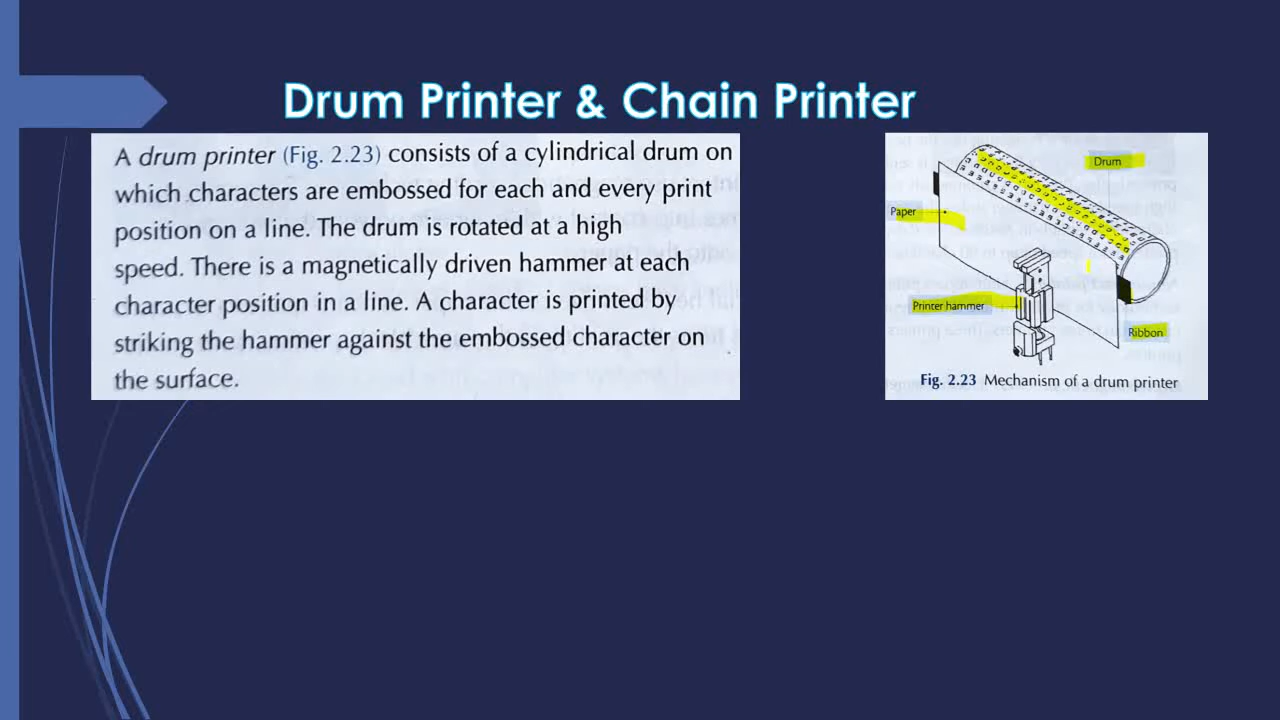 Drum Printer & Chain Printer
A drum printer (Fig. 2.23) consists of a cylindrical drum on
which characters are embossed for each and every print
position on a line. The drum is rotated at a high
speed. There is a magnetically driven hammer at each
character position in a line. A character is printed by
striking the hammer against the embossed character on
the surface.
Drum
Paper
Printer hammer
Ribbon
Fig. 2.23 Mechanism of a drum printer